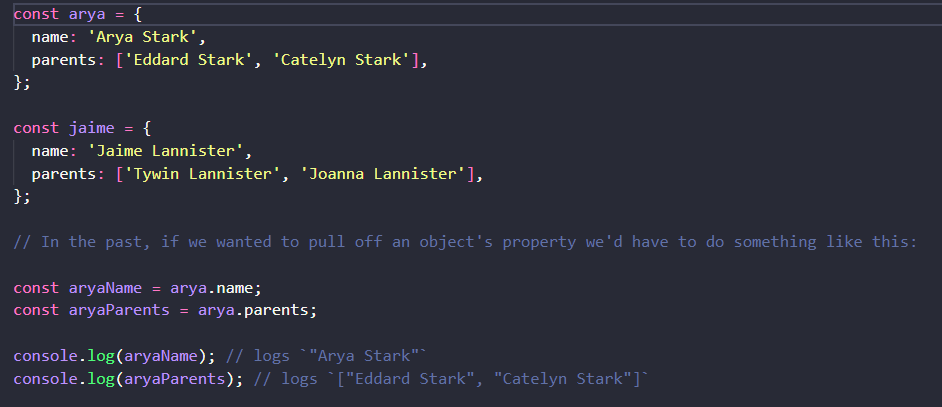 const arya = {
  name: 'Arya Stark',
  parents: ['Eddard Stark', 'Catelyn Stark'],
};
const jaime = {
  name: 'Jaime Lannister',
  parents: ['Tywin Lannister', 'Joanna Lannister'],
};
// In the past, if we wanted to pull off an object's property we'd have to do something like this:
const aryaName = arya.name;
const aryaParents = arya.parents;
console.log(aryaName); // logs `"Arya Stark"`
console.log(aryaParents); // logs `["Eddard Stark", "Catelyn Stark"]`